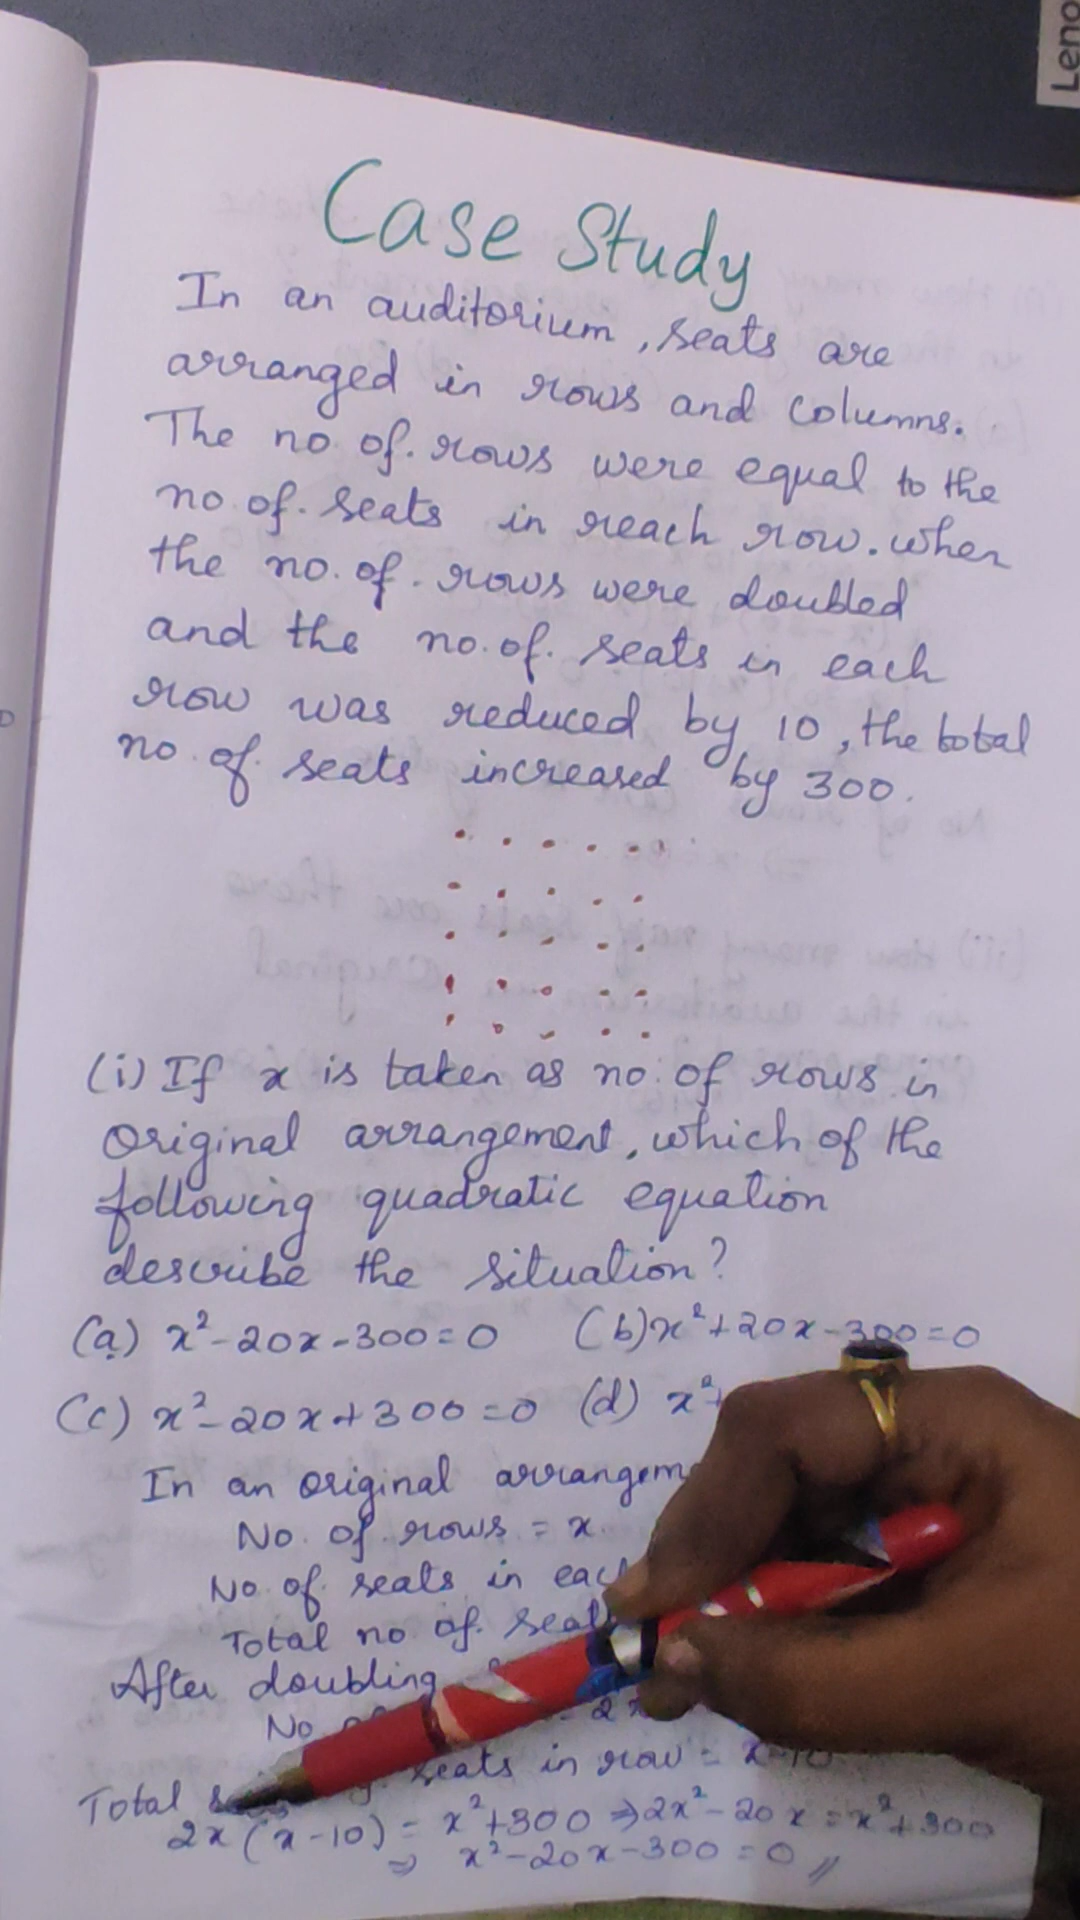 Leno
Case Study
In an auditorium, seats are
arranged in rows and columns.
The no. of. rows were equal to the
no. of. seats in reach row. when
the no. of. rows were doubled
and the no. of. seats in each
row was reduced by 10, the total
no. of. seats increased by 300.
(i) If x is taken as no. of rows in
original arrangement, which of the
following quadratic equation
describe the situation?
(a) x²-20x-300=0 (b) x²+20x-300=0
(c) x²-20x+300=0 (d) x²+
In an original arrangem
No. of. rows = x
No. of. seats in each
Total no of. seat
After doubling
No. 2x
seats in row = x-10
Total
2x(x-10) = x²+300 ⇒ 2x²-20x = x²+300
⇒ x²-20x-300=0 //